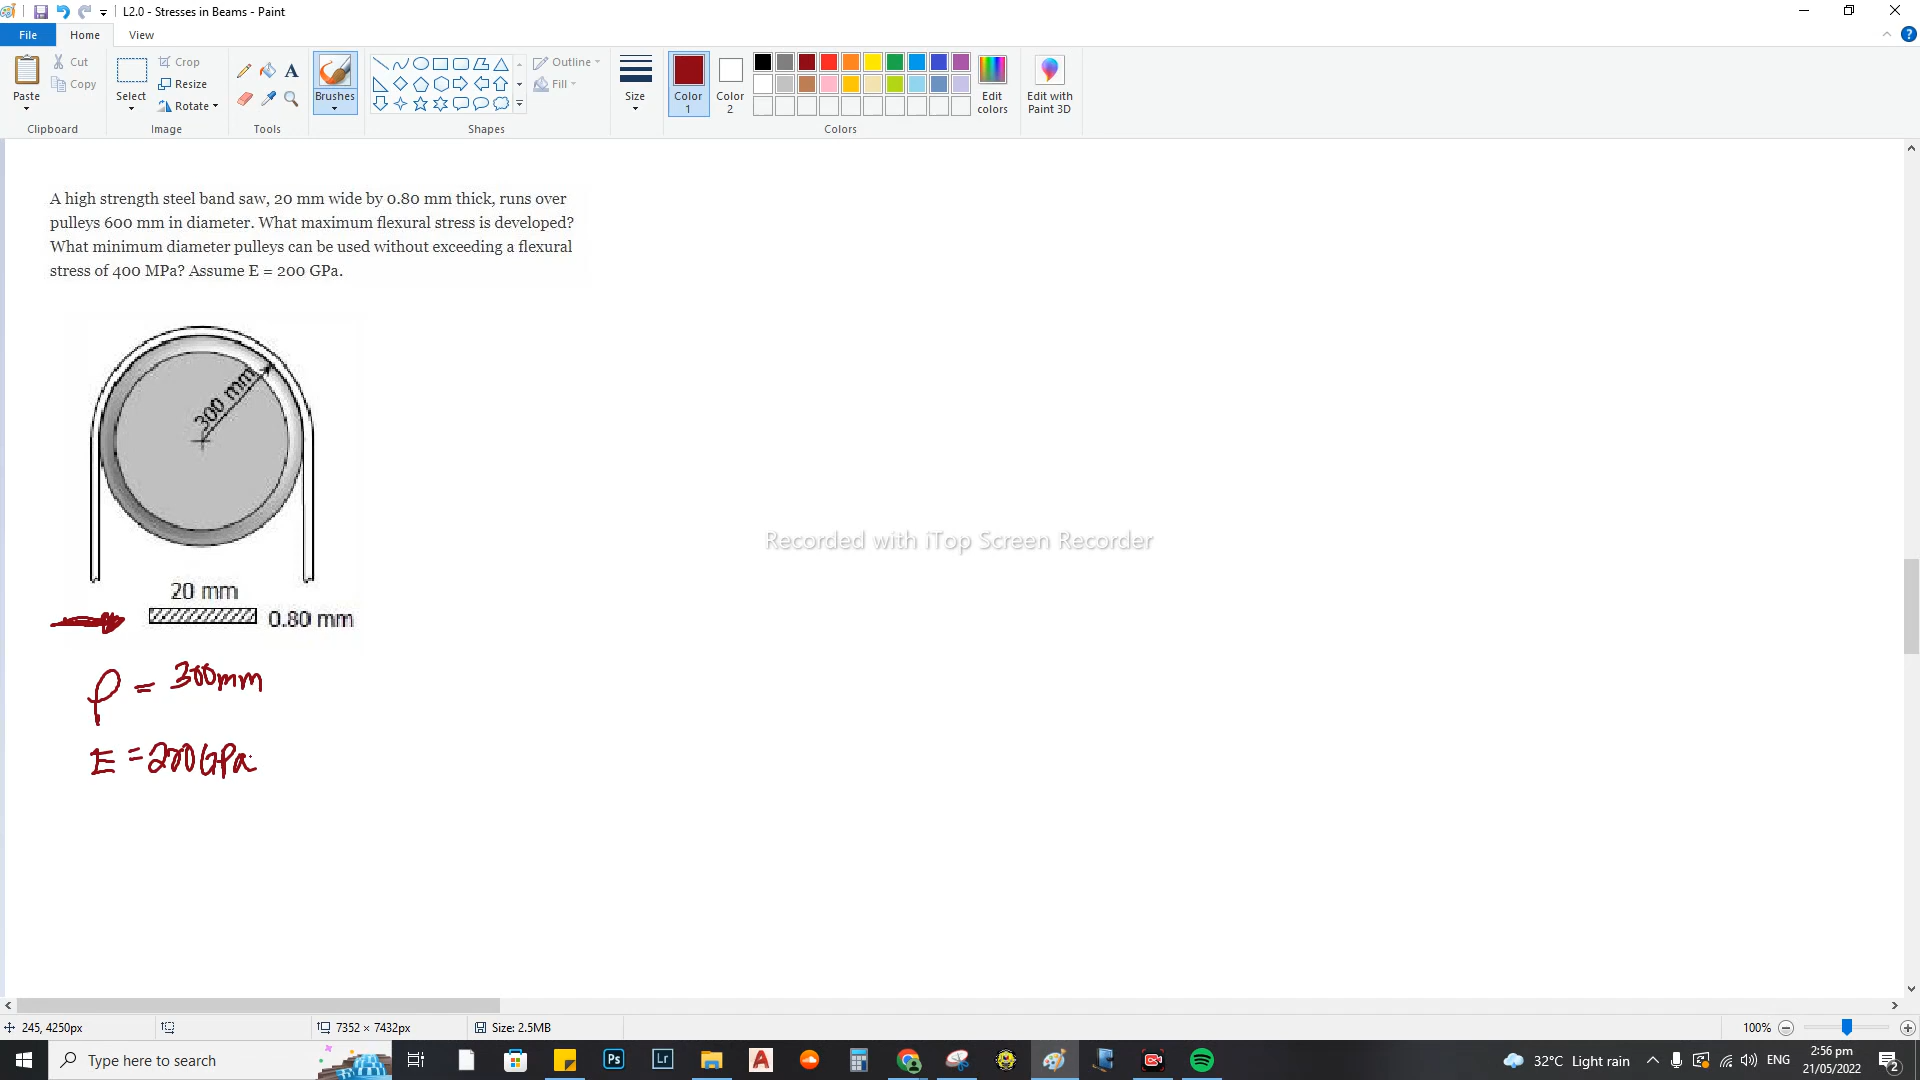 L2.0 - Stresses in Beams - Paint
File
Home
View
Paste
Cut
Copy
Clipboard
Select
Crop
Resize
Rotate
Image
A
Tools
Brushes
Outline
Fill
Shapes
Size
Color 1
Color 2
Colors
Edit colors
Edit with Paint 3D
A high strength steel band saw, 20 mm wide by 0.80 mm thick, runs over
pulleys 600 mm in diameter. What maximum flexural stress is developed?
What minimum diameter pulleys can be used without exceeding a flexural
stress of 400 MPa? Assume E = 200 GPa.
300 mm
Recorded with iTop Screen Recorder
20 mm
0.80 mm
ρ = 300mm
E = 200GPa
245, 4250px
7352 × 7432px
Size: 2.5MB
100%
Type here to search
Ps
Lr
A
32°C Light rain
ENG
2:56 pm
21/05/2022
2